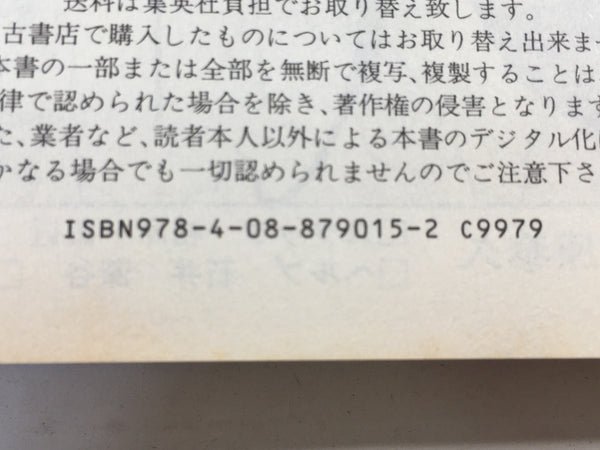 送料は集英社負担でお取り替え致します。
古書店で購入したものについてはお取り替え出来ませ
本書の一部または全部を無断で複写、複製することは
律で認められた場合を除き、著作権の侵害となります
た、業者など、読者本人以外による本書のデジタル化は
かなる場合でも一切認められませんのでご注意下さ
ISBN978-4-08-879015-2 C9979